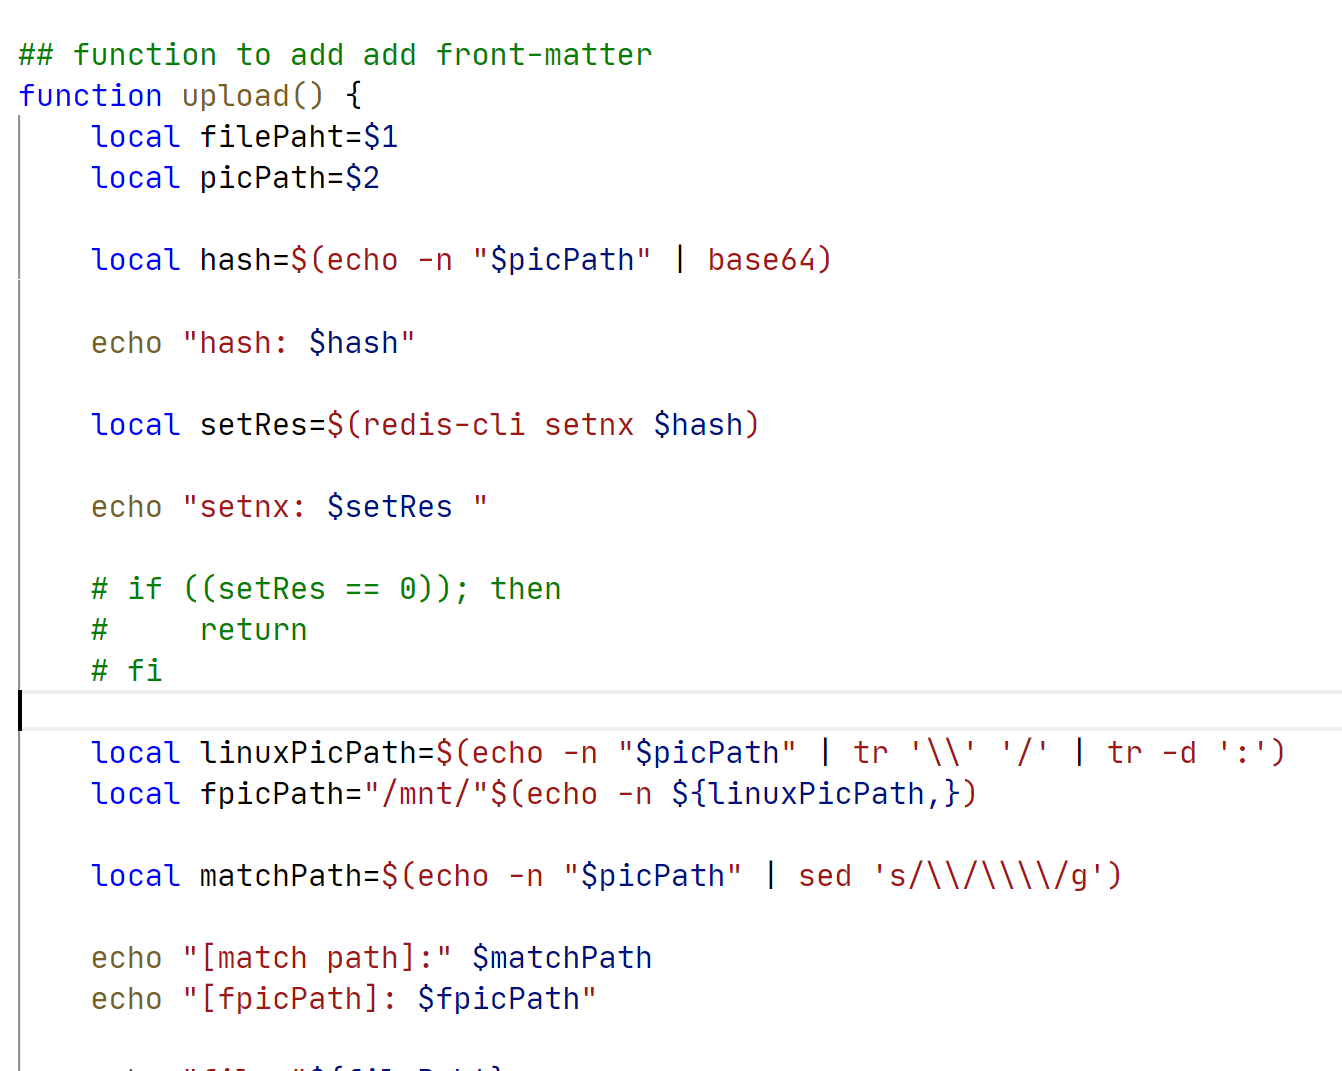 ## function to add add front-matter
function upload() {
    local filePaht=$1
    local picPath=$2
    local hash=$(echo -n "$picPath" | base64)
    echo "hash: $hash"
    local setRes=$(redis-cli setnx $hash)
    echo "setnx: $setRes "
    # if ((setRes == 0)); then
    #     return
    # fi
    local linuxPicPath=$(echo -n "$picPath" | tr '\\' '/' | tr -d ':')
    local fpicPath="/mnt/"$(echo -n ${linuxPicPath,})
    local matchPath=$(echo -n "$picPath" | sed 's/\\/\\\\/g')
    echo "[match path]:" $matchPath
    echo "[fpicPath]: $fpicPath"